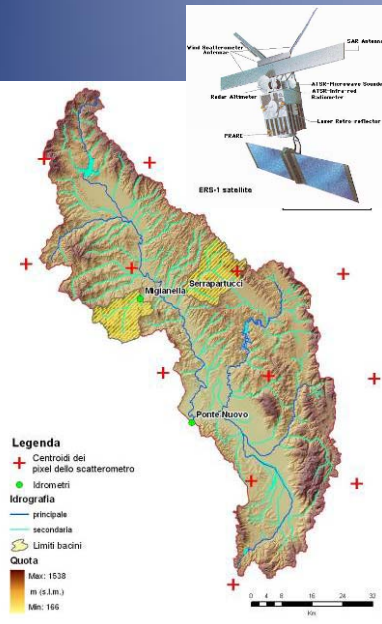 SAR Antenna
Wind Scatterometer
Antennae
ATSR-Microwave Sounder
ATSR-Infra-red
Radiometer
Radar Altimeter
Laser Retro-reflector
PRARE
ERS-1 satellite
Serrapartucci
Migianella
Ponte Nuovo
Legenda
Centroidi dei
pixel dello scatterometro
Idrometri
Idrografia
principale
secondaria
Limiti bacini
Quota
Max: 1538
m (s.l.m.)
Min: 166
0 4 8 16 24 32
Km